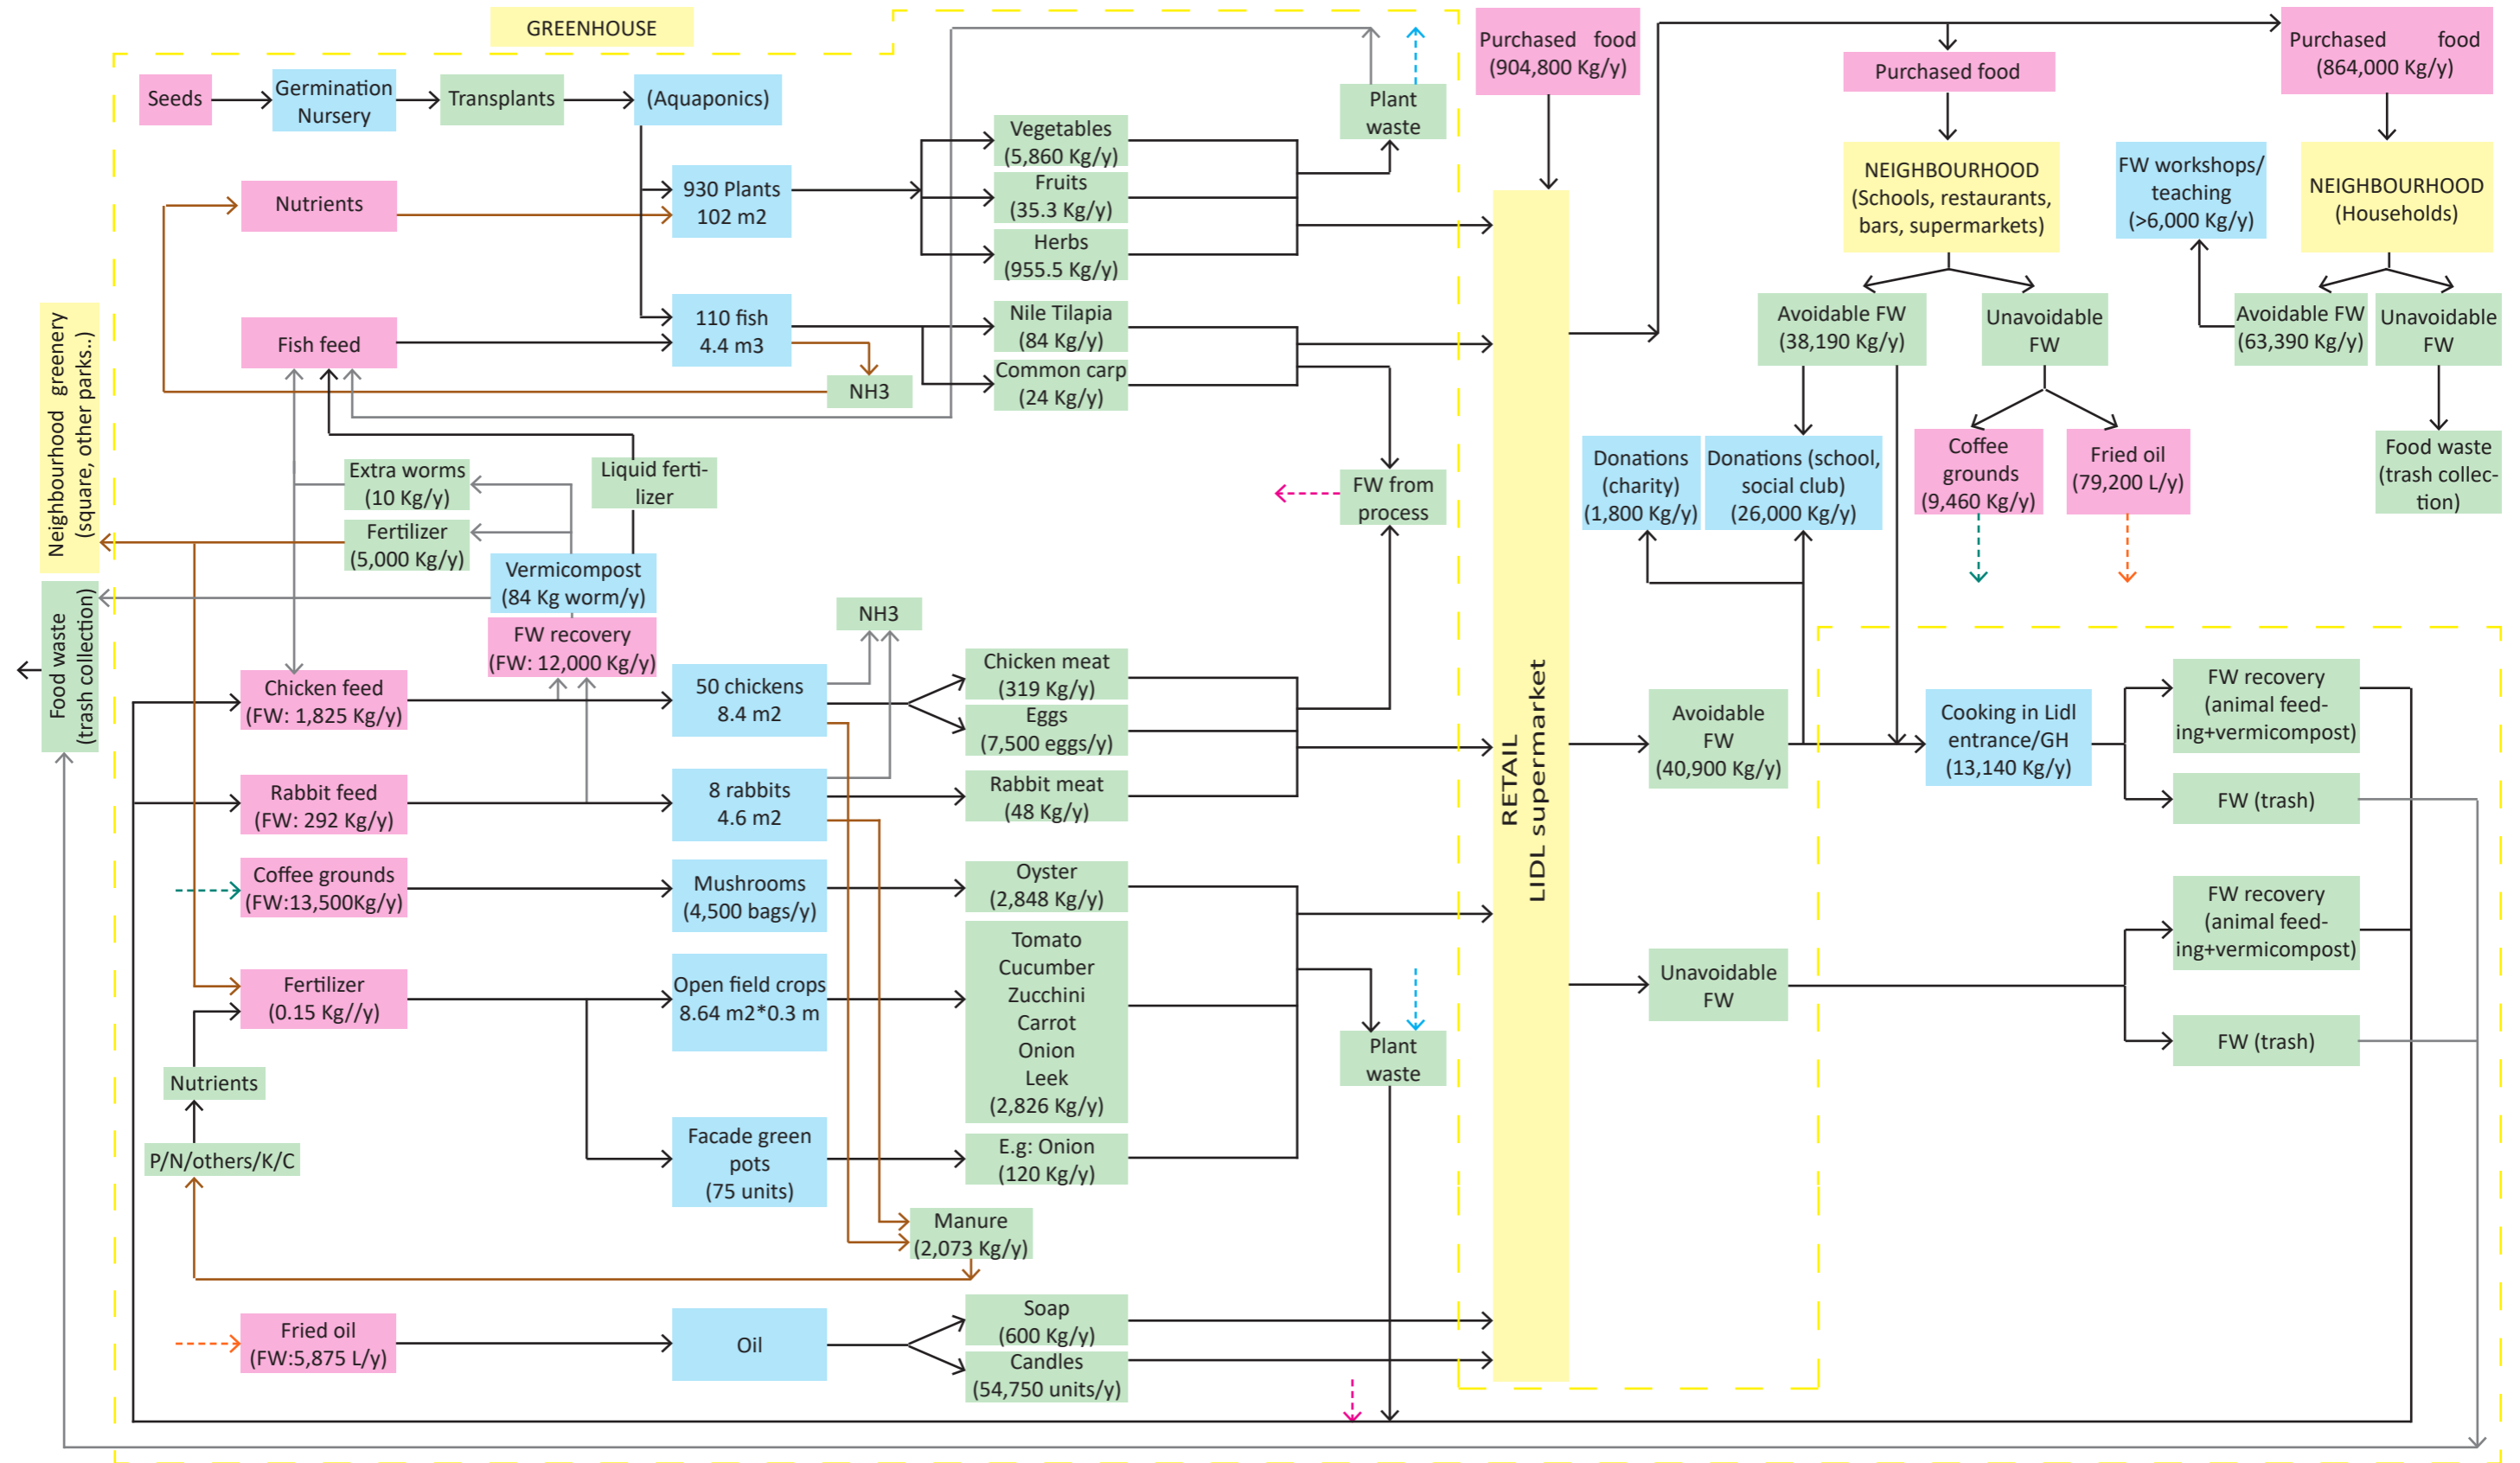 GREENHOUSE
Seeds
Germination
Nursery
Transplants
(Aquaponics)
Nutrients
930 Plants
102 m2
Vegetables
(5,860 Kg/y)
Fruits
(35.3 Kg/y)
Herbs
(955.5 Kg/y)
Plant
waste
Fish feed
110 fish
4.4 m3
NH3
Nile Tilapia
(84 Kg/y)
Common carp
(24 Kg/y)
Neighbourhood greenery
(square, other parks..)
Extra worms
(10 Kg/y)
Liquid ferti-
lizer
Fertilizer
(5,000 Kg/y)
Vermicompost
(84 Kg worm/y)
FW recovery
(FW: 12,000 Kg/y)
FW from
process
Food waste
(trash collection)
NH3
Chicken feed
(FW: 1,825 Kg/y)
50 chickens
8.4 m2
Chicken meat
(319 Kg/y)
Eggs
(7,500 eggs/y)
Rabbit feed
(FW: 292 Kg/y)
8 rabbits
4.6 m2
Rabbit meat
(48 Kg/y)
Coffee grounds
(FW:13,500Kg/y)
Mushrooms
(4,500 bags/y)
Oyster
(2,848 Kg/y)
Fertilizer
(0.15 Kg//y)
Open field crops
8.64 m2*0.3 m
Tomato
Cucumber
Zucchini
Carrot
Onion
Leek
(2,826 Kg/y)
Plant
waste
Nutrients
P/N/others/K/C
Facade green
pots
(75 units)
E.g: Onion
(120 Kg/y)
Manure
(2,073 Kg/y)
Fried oil
(FW:5,875 L/y)
Oil
Soap
(600 Kg/y)
Candles
(54,750 units/y)
Purchased food
(904,800 Kg/y)
RETAIL
LIDL supermarket
Purchased food
Purchased food
(864,000 Kg/y)
NEIGHBOURHOOD
(Schools, restaurants,
bars, supermarkets)
FW workshops/
teaching
(>6,000 Kg/y)
NEIGHBOURHOOD
(Households)
Avoidable FW
(38,190 Kg/y)
Unavoidable
FW
Avoidable FW
(63,390 Kg/y)
Unavoidable
FW
Donations
(charity)
(1,800 Kg/y)
Donations (school,
social club)
(26,000 Kg/y)
Coffee
grounds
(9,460 Kg/y)
Fried oil
(79,200 L/y)
Food waste
(trash collec-
tion)
Avoidable
FW
(40,900 Kg/y)
Cooking in Lidl
entrance/GH
(13,140 Kg/y)
FW recovery
(animal feed-
ing+vermicompost)
FW (trash)
Unavoidable
FW
FW recovery
(animal feed-
ing+vermicompost)
FW (trash)